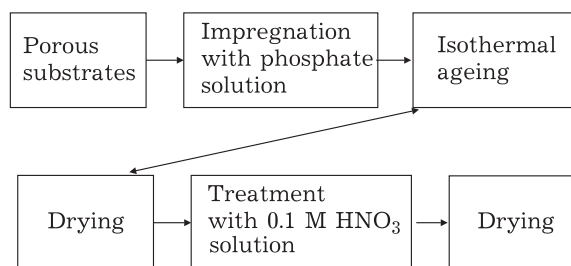 Porous
substrates
Impregnation
with phosphate
solution
Isothermal
ageing
Drying
Treatment
with 0.1 M HNO₃
solution
Drying